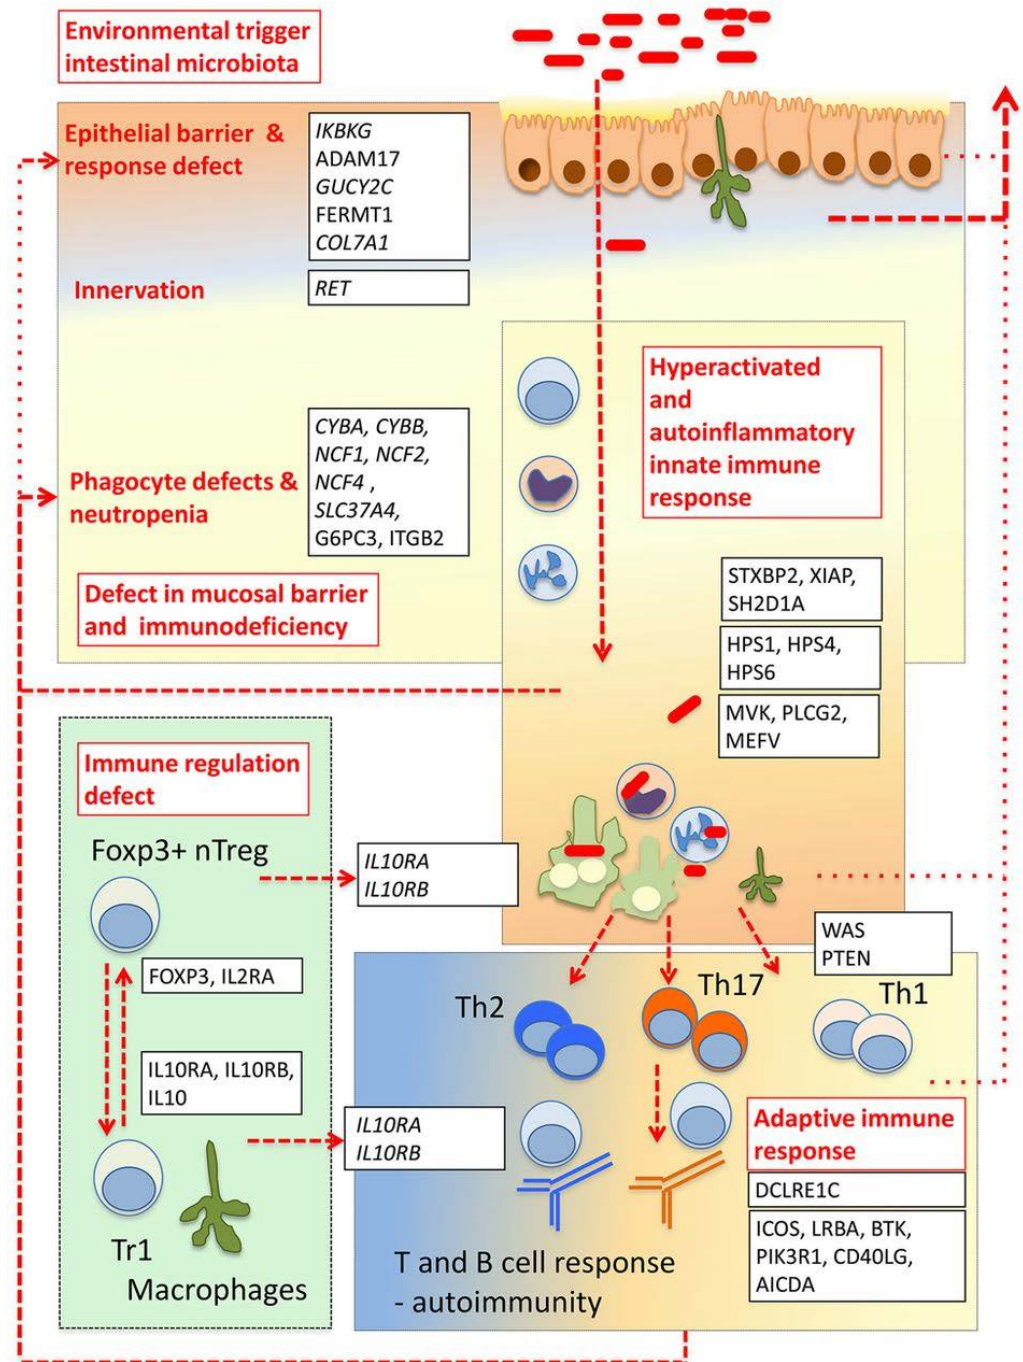 Environmental trigger
intestinal microbiota
Epithelial barrier &
response defect
IKBKG
ADAM17
GUCY2C
FERMT1
COL7A1
Innervation
RET
Hyperactivated
and
autoinflammatory
innate immune
response
Phagocyte defects &
neutropenia
CYBA, CYBB,
NCF1, NCF2,
NCF4 ,
SLC37A4,
G6PC3, ITGB2
Defect in mucosal barrier
and immunodeficiency
STXBP2, XIAP,
SH2D1A
HPS1, HPS4,
HPS6
MVK, PLCG2,
MEFV
Immune regulation
defect
Foxp3+ nTreg
IL10RA
IL10RB
FOXP3, IL2RA
IL10RA, IL10RB,
IL10
Tr1
Macrophages
IL10RA
IL10RB
WAS
PTEN
Th2
Th17
Th1
Adaptive immune
response
DCLRE1C
ICOS, LRBA, BTK,
PIK3R1, CD40LG,
AICDA
T and B cell response
- autoimmunity